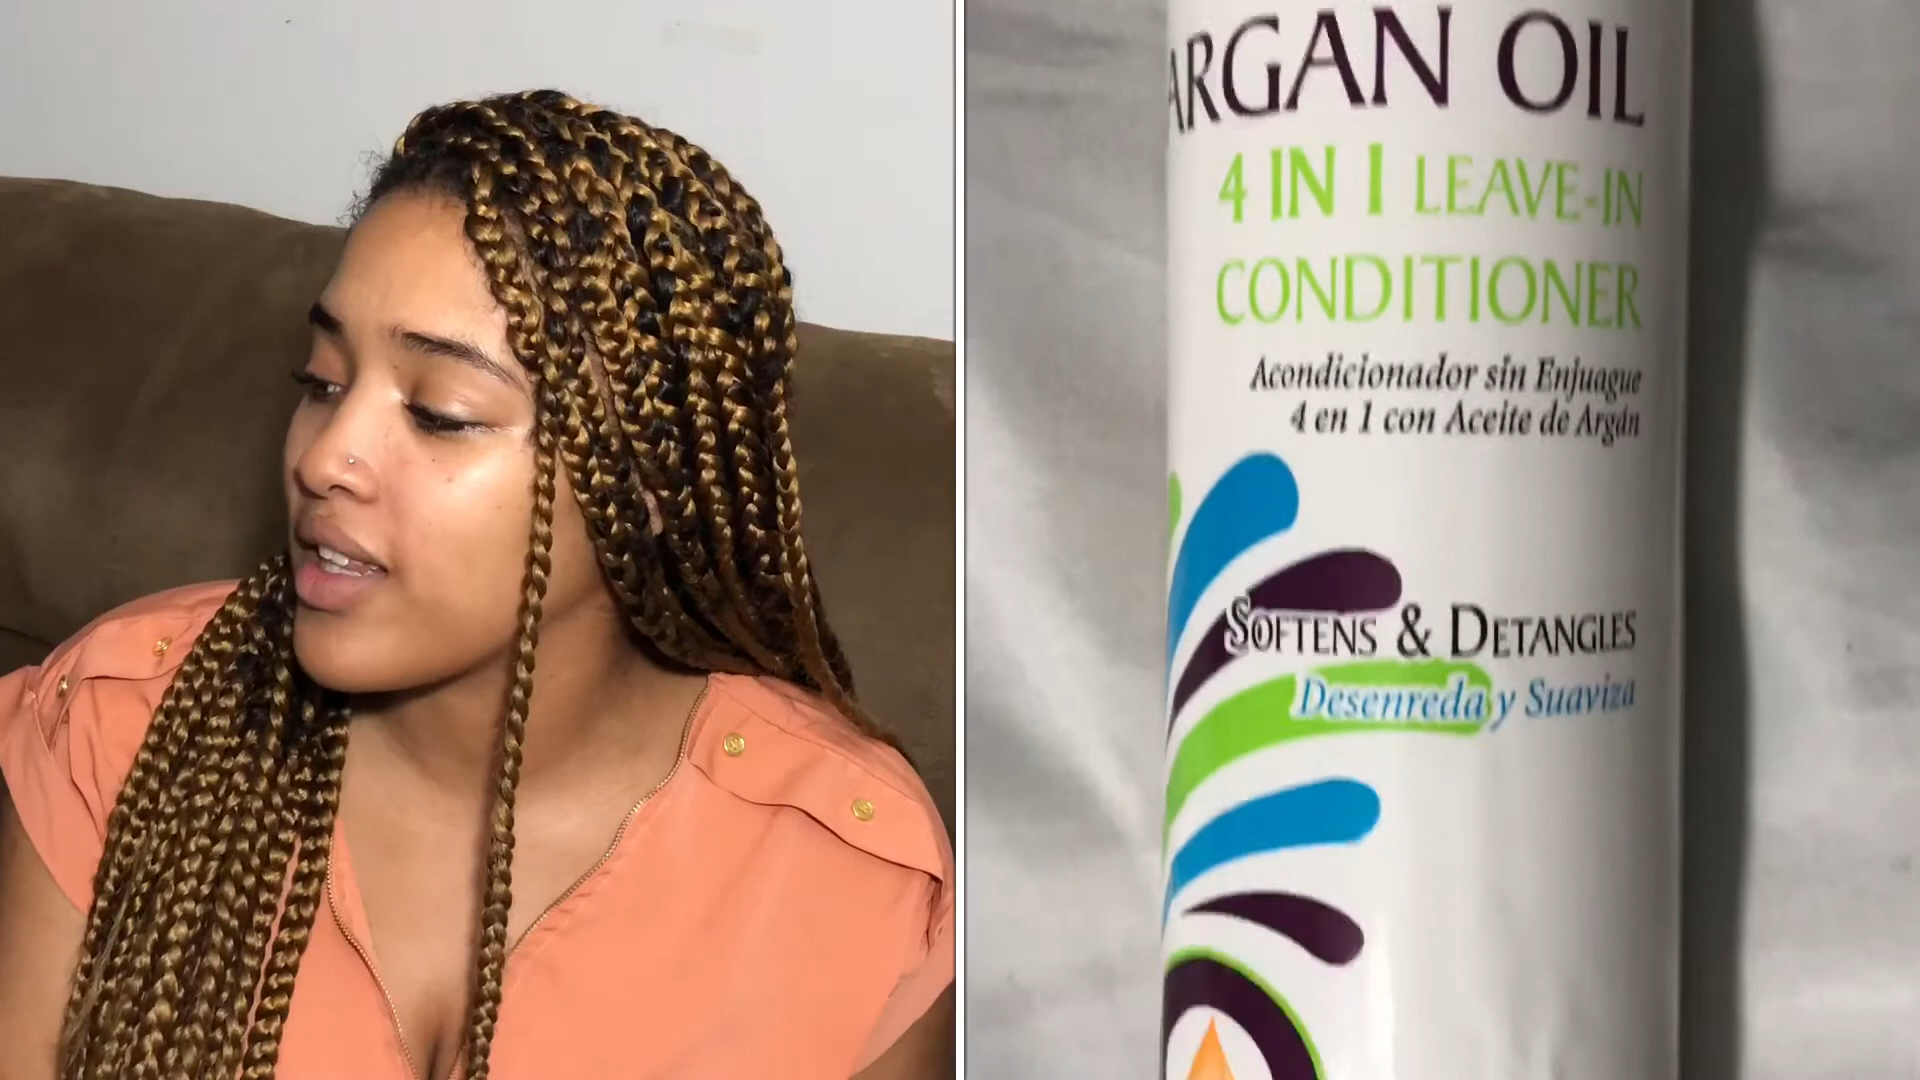 ARGAN OIL
4 IN 1 LEAVE-IN
CONDITIONER
Acondicionador sin Enjuague
4 en 1 con Aceite de Argán
SOFTENS & DETANGLES
Desenreda y Suaviza